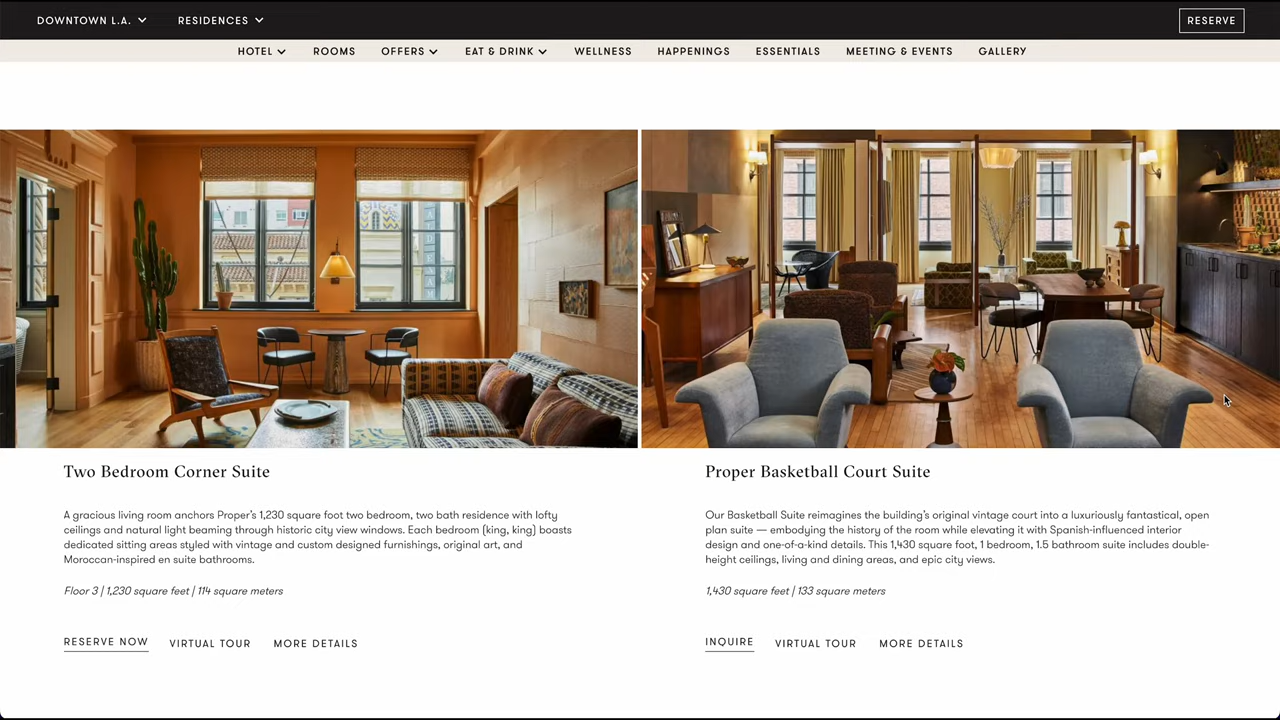 DOWNTOWN L.A. RESIDENCES RESERVE
HOTEL ROOMS OFFERS EAT & DRINK WELLNESS HAPPENINGS ESSENTIALS MEETING & EVENTS GALLERY
Two Bedroom Corner Suite
A gracious living room anchors Proper's 1,230 square foot two bedroom, two bath residence with lofty
ceilings and natural light beaming through historic city view windows. Each bedroom (king, king) boasts
dedicated sitting areas styled with vintage and custom designed furnishings, original art, and
Moroccan-inspired en suite bathrooms.
Floor 3 | 1,230 square feet | 114 square meters
RESERVE NOW VIRTUAL TOUR MORE DETAILS
Proper Basketball Court Suite
Our Basketball Suite reimagines the building's original vintage court into a luxuriously fantastical, open
plan suite — embodying the history of the room while elevating it with Spanish-influenced interior
design and one-of-a-kind details. This 1,430 square foot, 1 bedroom, 1.5 bathroom suite includes double-
height ceilings, living and dining areas, and epic city views.
1,430 square feet | 133 square meters
INQUIRE VIRTUAL TOUR MORE DETAILS